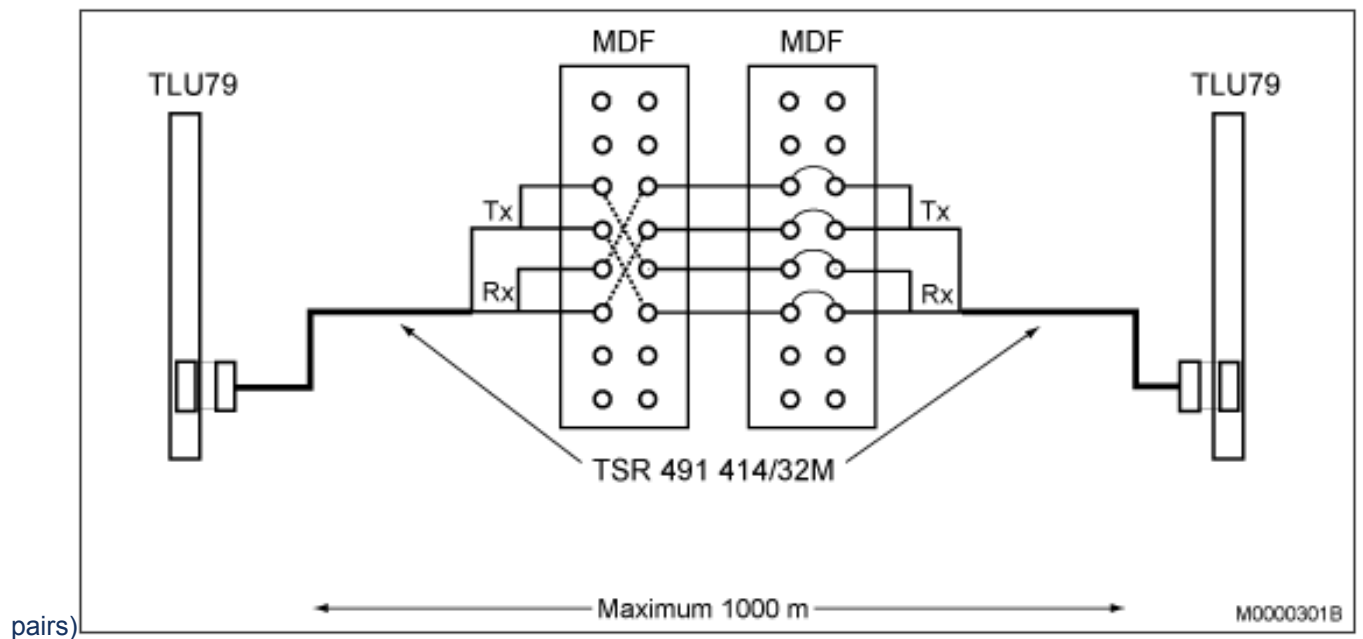 MDF MDF
TLU79 TLU79
Tx Tx
Rx Rx
TSR 491 414/32M
Maximum 1000 m
M0000301B
pairs)